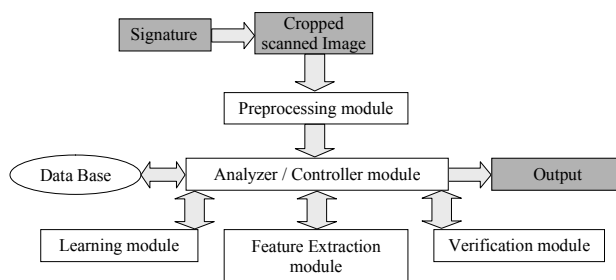 Signature
Cropped
scanned Image
Preprocessing module
Data Base
Analyzer / Controller module
Output
Learning module
Feature Extraction
module
Verification module